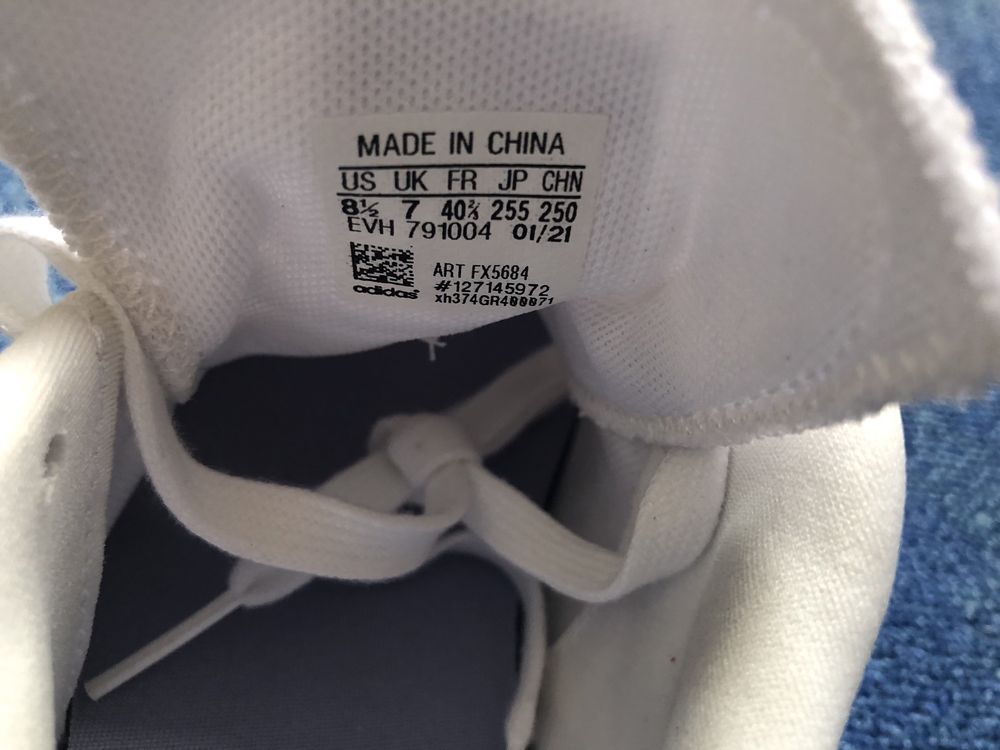 MADE IN CHINA
US UK FR JP CHN
8½ 7 40⅔ 255 250
EVH 791004 01/21
ART FX5684
#127145972
adidas